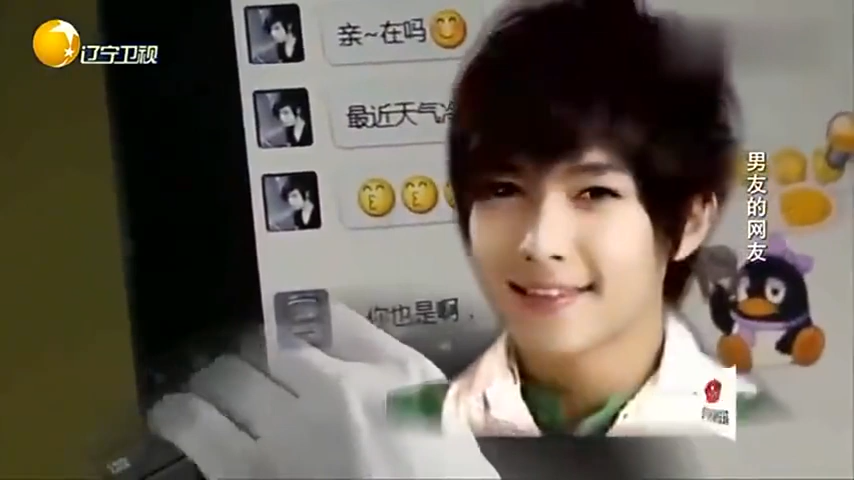 辽宁卫视
亲~在吗
最近天气冷
你也是啊,
男友的网友